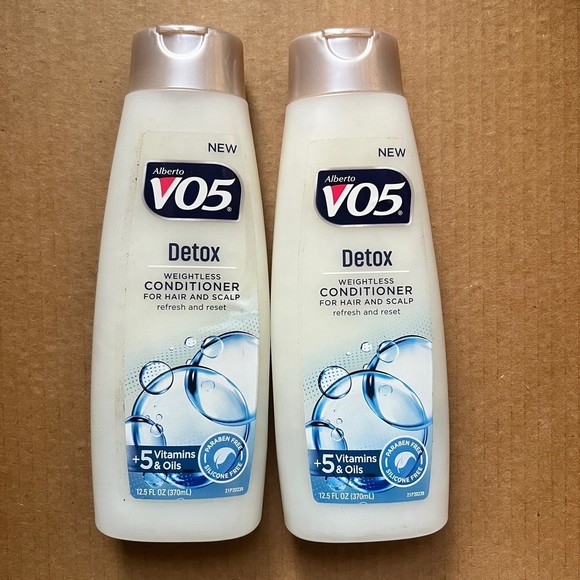 NEW
Alberto
VO5®
Detox
WEIGHTLESS
CONDITIONER
FOR HAIR AND SCALP
refresh and reset
+5 Vitamins
& Oils
PARABEN FREE
SILICONE FREE
12.5 FL OZ (370mL)
21P20239
NEW
Alberto
VO5®
Detox
WEIGHTLESS
CONDITIONER
FOR HAIR AND SCALP
refresh and reset
+5 Vitamins
& Oils
PARABEN FREE
SILICONE FREE
12.5 FL OZ (370mL)
21P20239